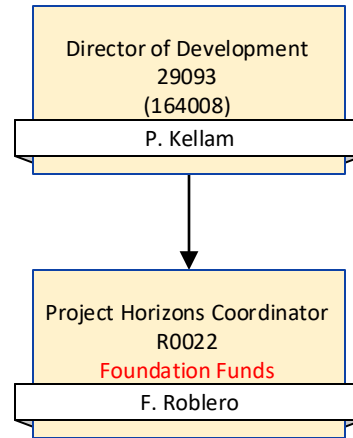 Director of Development
29093
(164008)
P. Kellam
Project Horizons Coordinator
R0022
Foundation Funds
F. Roblero